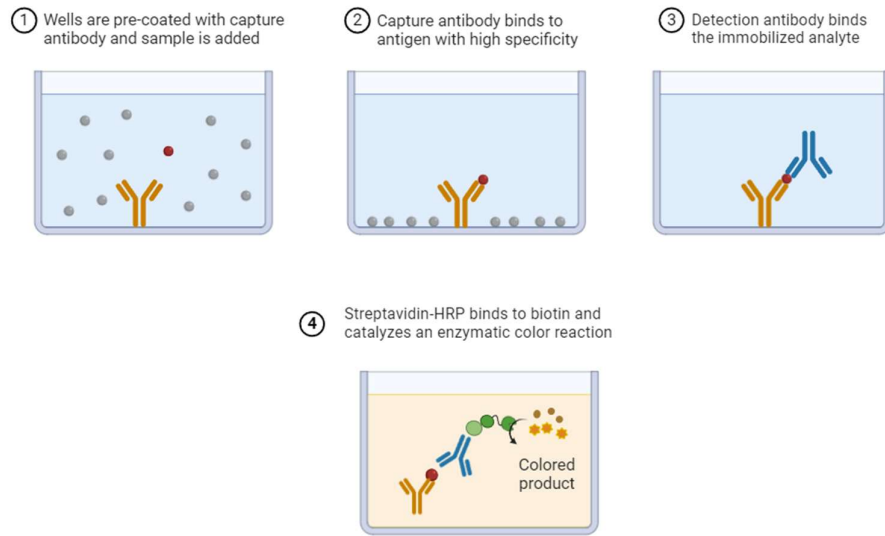 1 Wells are pre-coated with capture
antibody and sample is added
2 Capture antibody binds to
antigen with high specificity
3 Detection antibody binds
the immobilized analyte
4 Streptavidin-HRP binds to biotin and
catalyzes an enzymatic color reaction
Colored
product